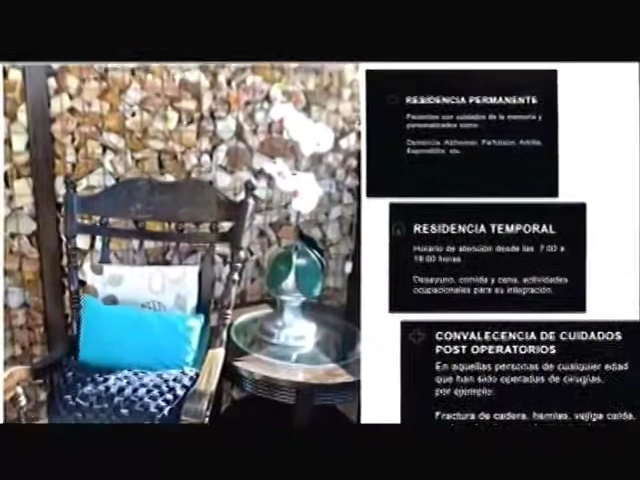 RESIDENCIA PERMANENTE
Pacientes con cuidados de la memoria y
personalizados como:
Demencia, Alzheimer, Parkinson, Artritis,
RESIDENCIA TEMPORAL
Horario de atención desde las 7:00 a
19:00 horas
Desayuno, comida y cena, actividades
ocupacionales para su integración.
CONVALECENCIA DE CUIDADOS
POST OPERATORIOS
En aquellas personas de cualquier edad
que han sido operadas de cirugías,
por ejemplo:
Fractura de cadera, hernias, vejiga caída,